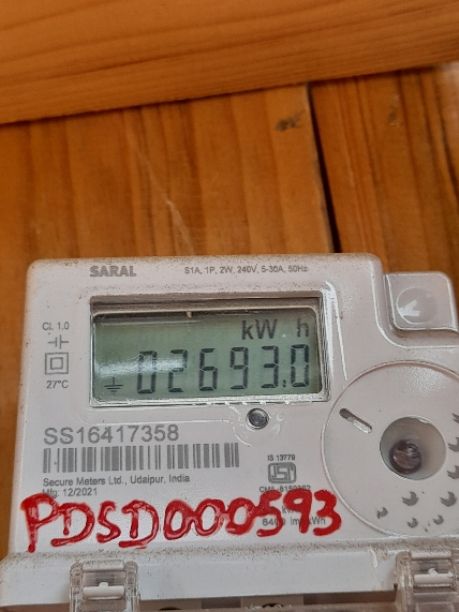 SARAL S1A, 1P, 2W, 240V, 5-30A, 50Hz
Cl. 1.0
kW h
02693.0
27°C
SS16417358
IS 13779
Secure Meters Ltd., Udaipur, India
Mfg: 12/2021
ISI
PDSD000593